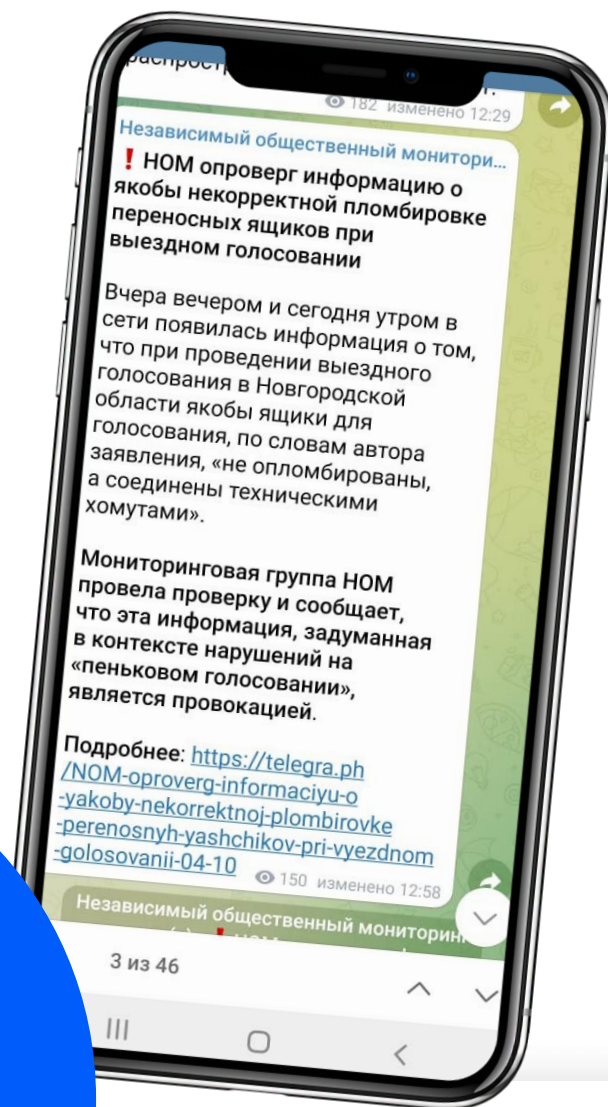 182 изменено 12:29
Независимый общественный монитори...
❗ НОМ опроверг информацию о
якобы некорректной пломбировке
переносных ящиков при
выездном голосовании
Вчера вечером и сегодня утром в
сети появилась информация о том,
что при проведении выездного
голосования в Новгородской
области якобы ящики для
голосования, по словам автора
заявления, «не опломбированы,
а соединены техническими
хомутами».
Мониторинговая группа НОМ
провела проверку и сообщает,
что эта информация, задуманная
в контексте нарушений на
«пеньковом голосовании»,
является провокацией.
Подробнее: https://telegra.ph
/NOM-oproverg-informaciyu-o
-yakoby-nekorrektnoj-plombirovke
-perenosnyh-yashchikov-pri-vyezdnom
-golosovanii-04-10
150 изменено 12:58
Независимый общественный мониторин
3 из 46